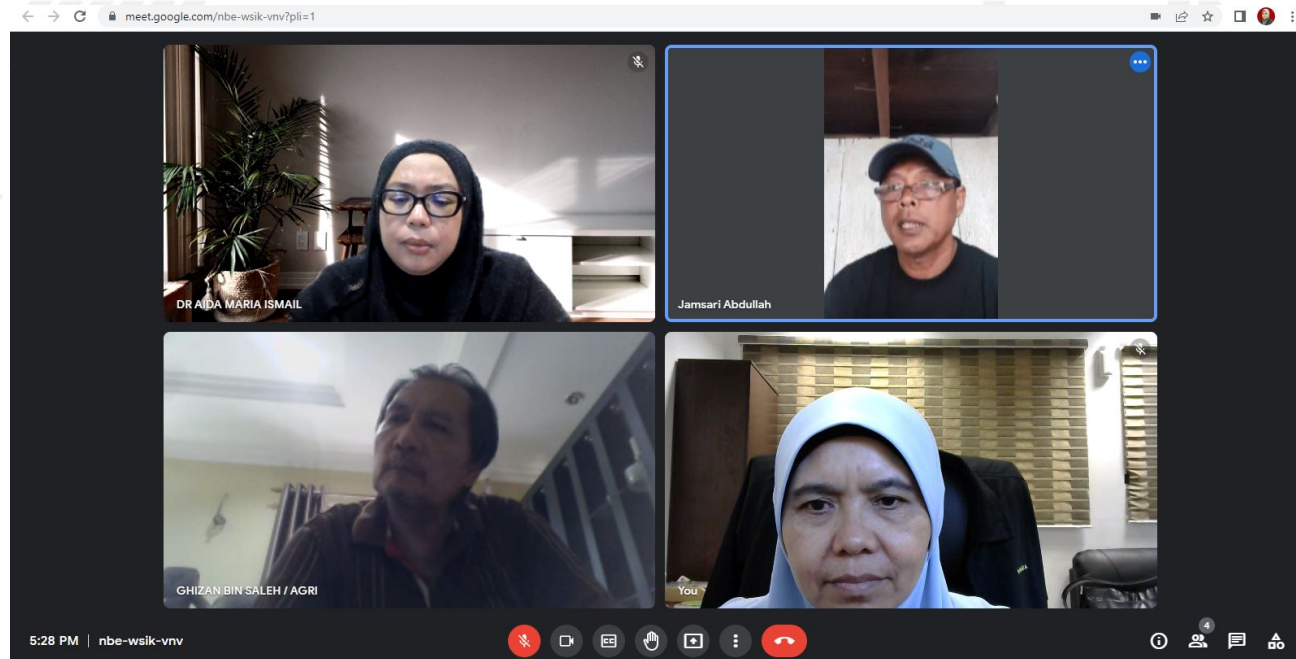 meet.google.com/nbe-wsik-vnv?pli=1
DR AIDA MARIA ISMAIL
Jamsari Abdullah
GHIZAN BIN SALEH / AGRI
You
4
5:28 PM | nbe-wsik-vnv
CC